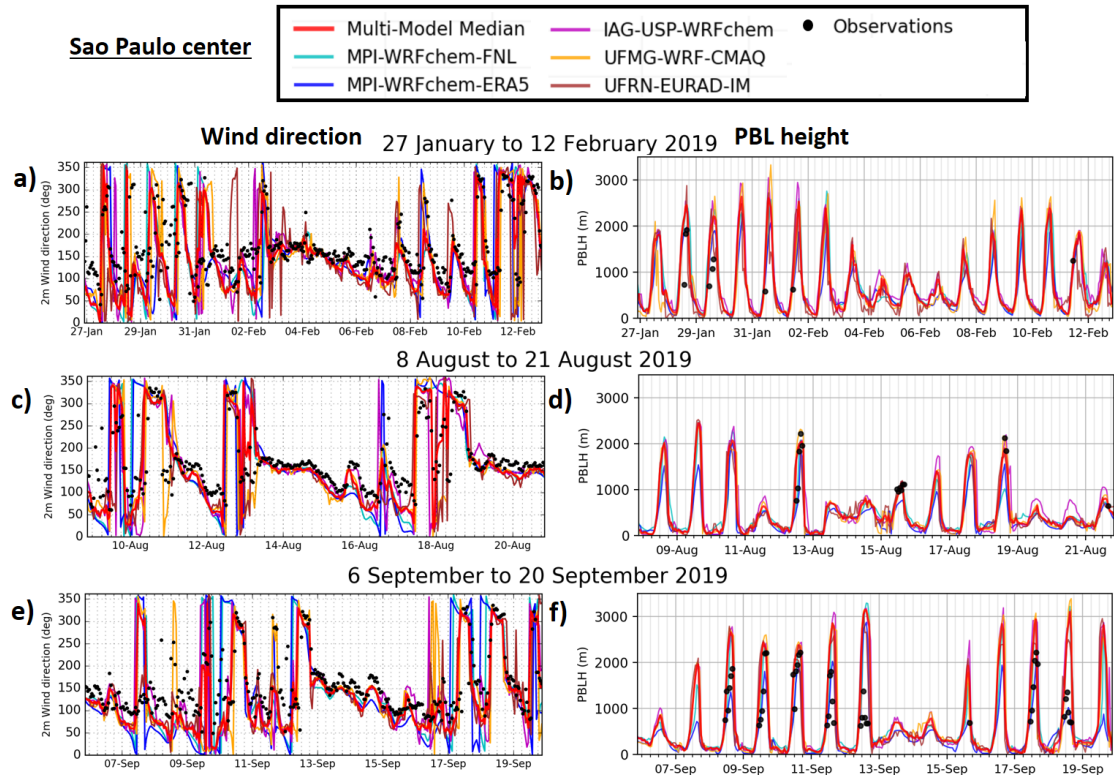 Sao Paulo center
Multi-Model Median
MPI-WRFchem-FNL
MPI-WRFchem-ERA5
IAG-USP-WRFchem
UFMG-WRF-CMAQ
UFRN-EURAD-IM
Observations
Wind direction
PBL height
27 January to 12 February 2019
a)
2m Wind direction (deg)
350
300
250
200
150
100
50
0
27-Jan 29-Jan 31-Jan 02-Feb 04-Feb 06-Feb 08-Feb 10-Feb 12-Feb
b)
PBLH (m)
3000
2000
1000
0
27-Jan 29-Jan 31-Jan 02-Feb 04-Feb 06-Feb 08-Feb 10-Feb 12-Feb
8 August to 21 August 2019
c)
2m Wind direction (deg)
350
300
250
200
150
100
50
0
10-Aug 12-Aug 14-Aug 16-Aug 18-Aug 20-Aug
d)
PBLH (m)
3000
2000
1000
0
09-Aug 11-Aug 13-Aug 15-Aug 17-Aug 19-Aug 21-Aug
6 September to 20 September 2019
e)
2m Wind direction (deg)
350
300
250
200
150
100
50
0
07-Sep 09-Sep 11-Sep 13-Sep 15-Sep 17-Sep 19-Sep
f)
PBLH (m)
3000
2000
1000
0
07-Sep 09-Sep 11-Sep 13-Sep 15-Sep 17-Sep 19-Sep